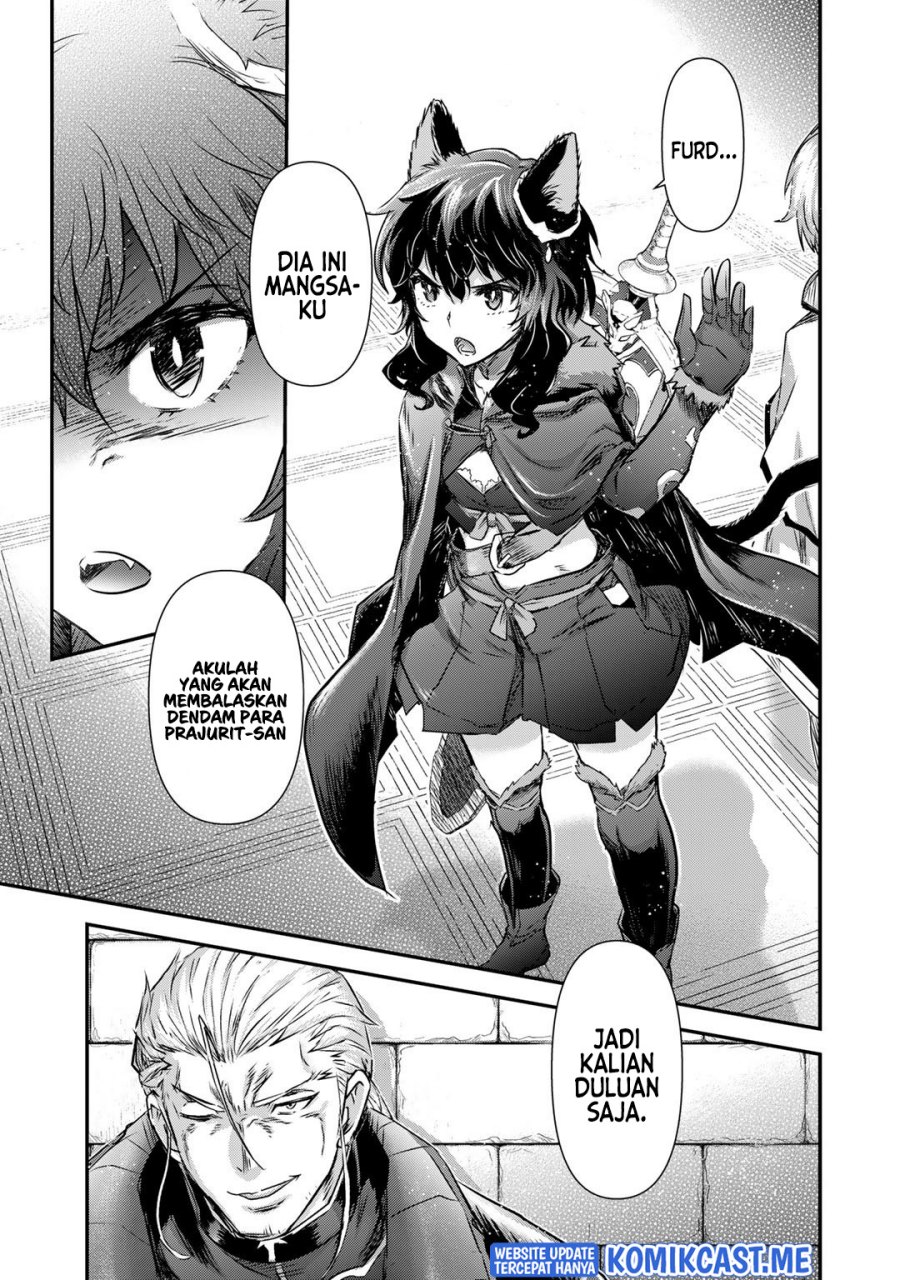 FURD...
DIA INI
MANGSA-
KU
AKULAH
YANG AKAN
MEMBALASKAN
DENDAM PARA
PRAJURIT-SAN
JADI
KALIAN
DULUAN
SAJA.
WEBSITE UPDATE
TERCEPAT HANYA
KOMIKCAST.ME